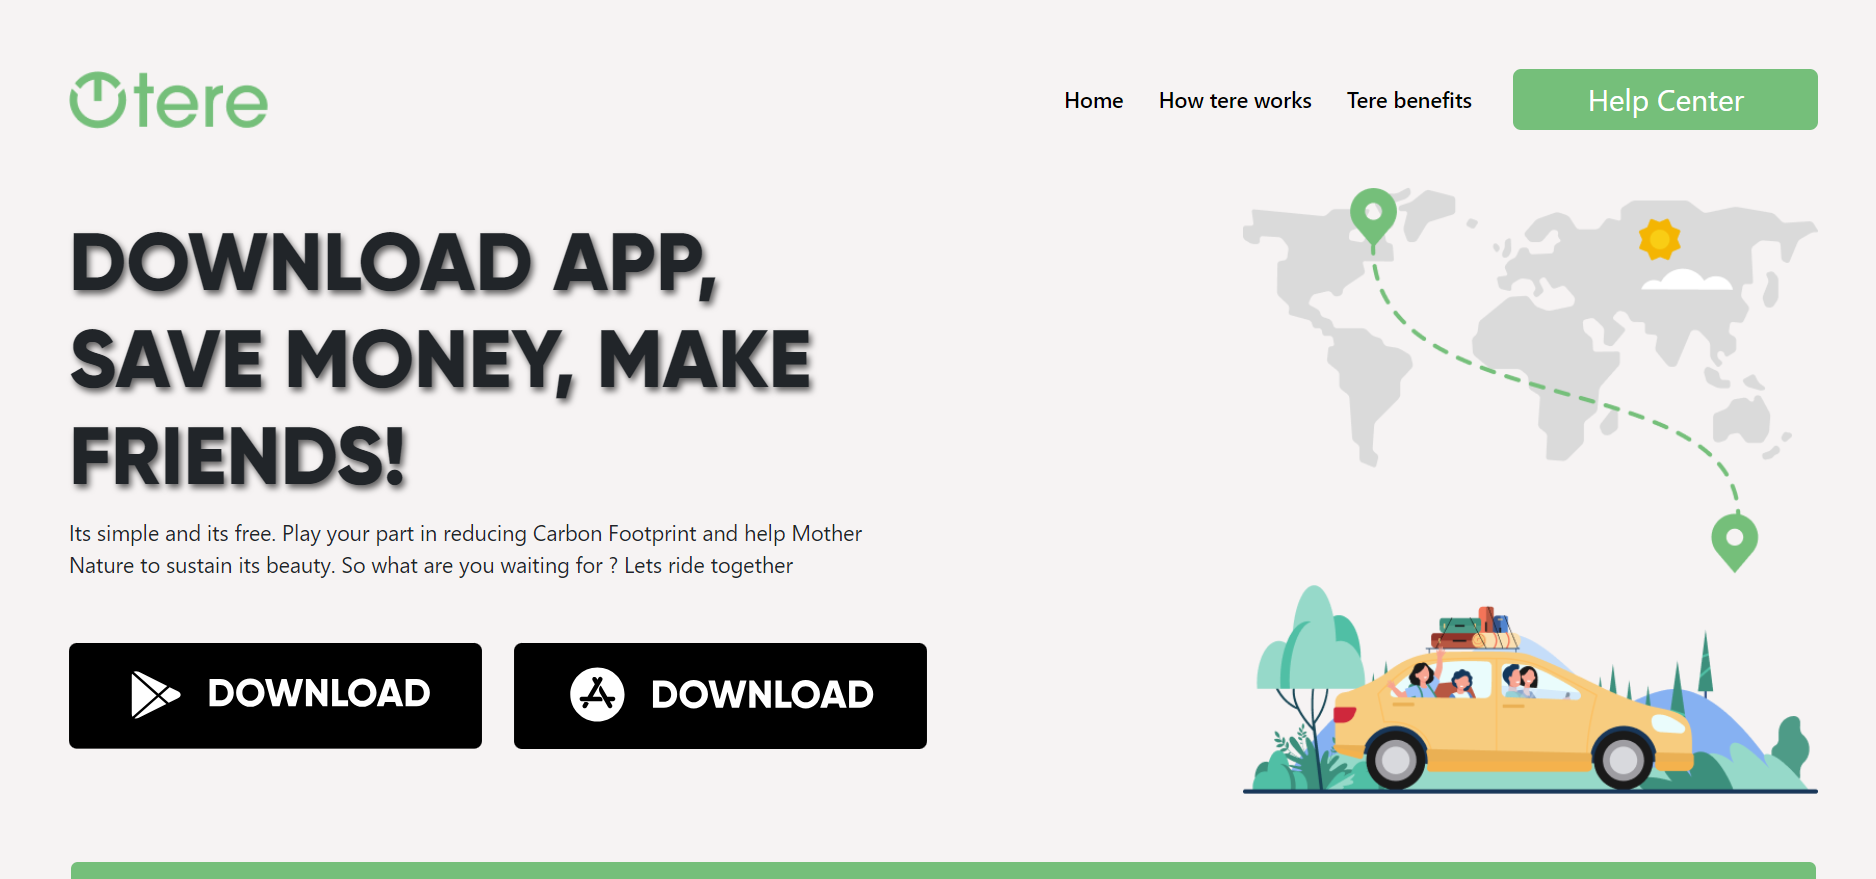 tere
Home
How tere works
Tere benefits
Help Center
DOWNLOAD APP,
SAVE MONEY, MAKE
FRIENDS!
Its simple and its free. Play your part in reducing Carbon Footprint and help Mother
Nature to sustain its beauty. So what are you waiting for ? Lets ride together
DOWNLOAD
DOWNLOAD